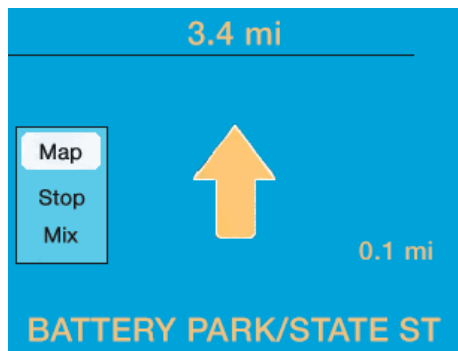 3.4 mi
Map
Stop
Mix
0.1 mi
BATTERY PARK/STATE ST